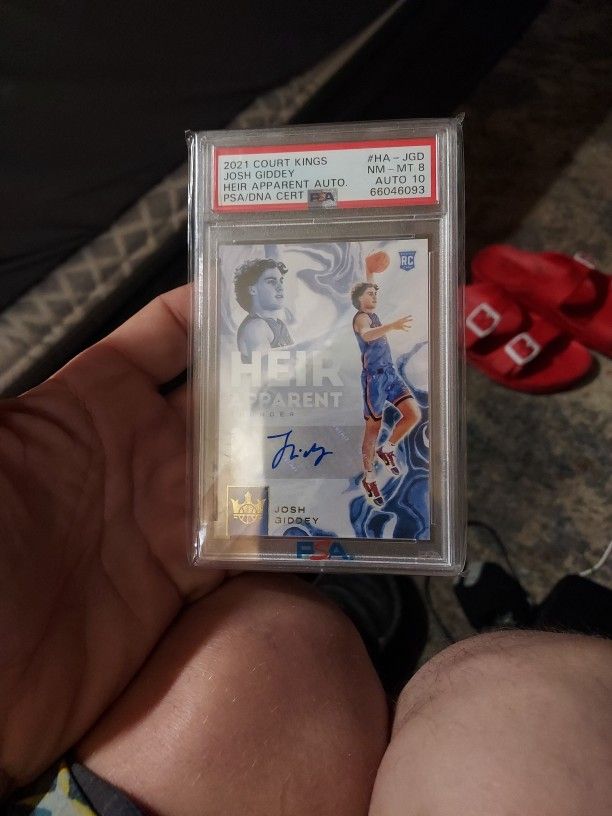 2021 COURT KINGS #HA - JGD
JOSH GIDDEY NM - MT 8
HEIR APPARENT AUTO. AUTO 10
PSA/DNA CERT PSA 66046093
RC
HEIR
APPARENT
JOSH
GIDDEY
PSA